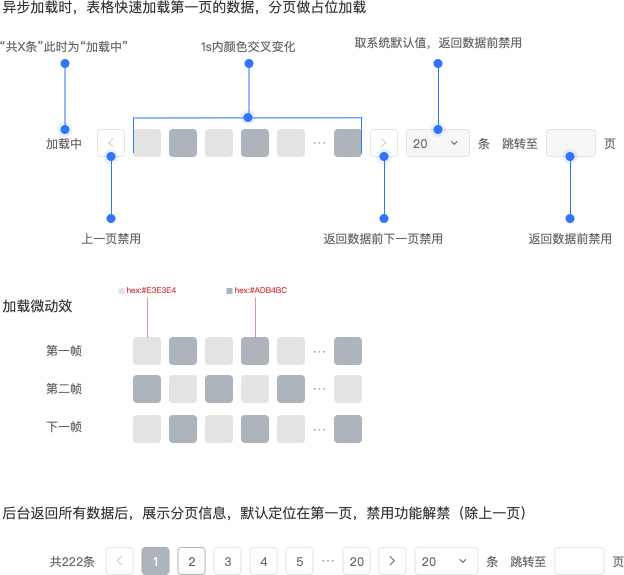 异步加载时，表格快速加载第一页的数据，分页做占位加载
“共X条”此时为“加载中”
1s内颜色交叉变化
取系统默认值，返回数据前禁用
加载中 < ··· > 20 条 跳转至 页
上一页禁用
返回数据前下一页禁用
返回数据前禁用
hex:#E3E3E4 hex:#ADB4BC
加载微动效
第一帧 ···
第二帧 ···
下一帧 ···
后台返回所有数据后，展示分页信息，默认定位在第一页，禁用功能解禁（除上一页）
共222条 < 1 2 3 4 5 ··· 20 > 20 条 跳转至 页